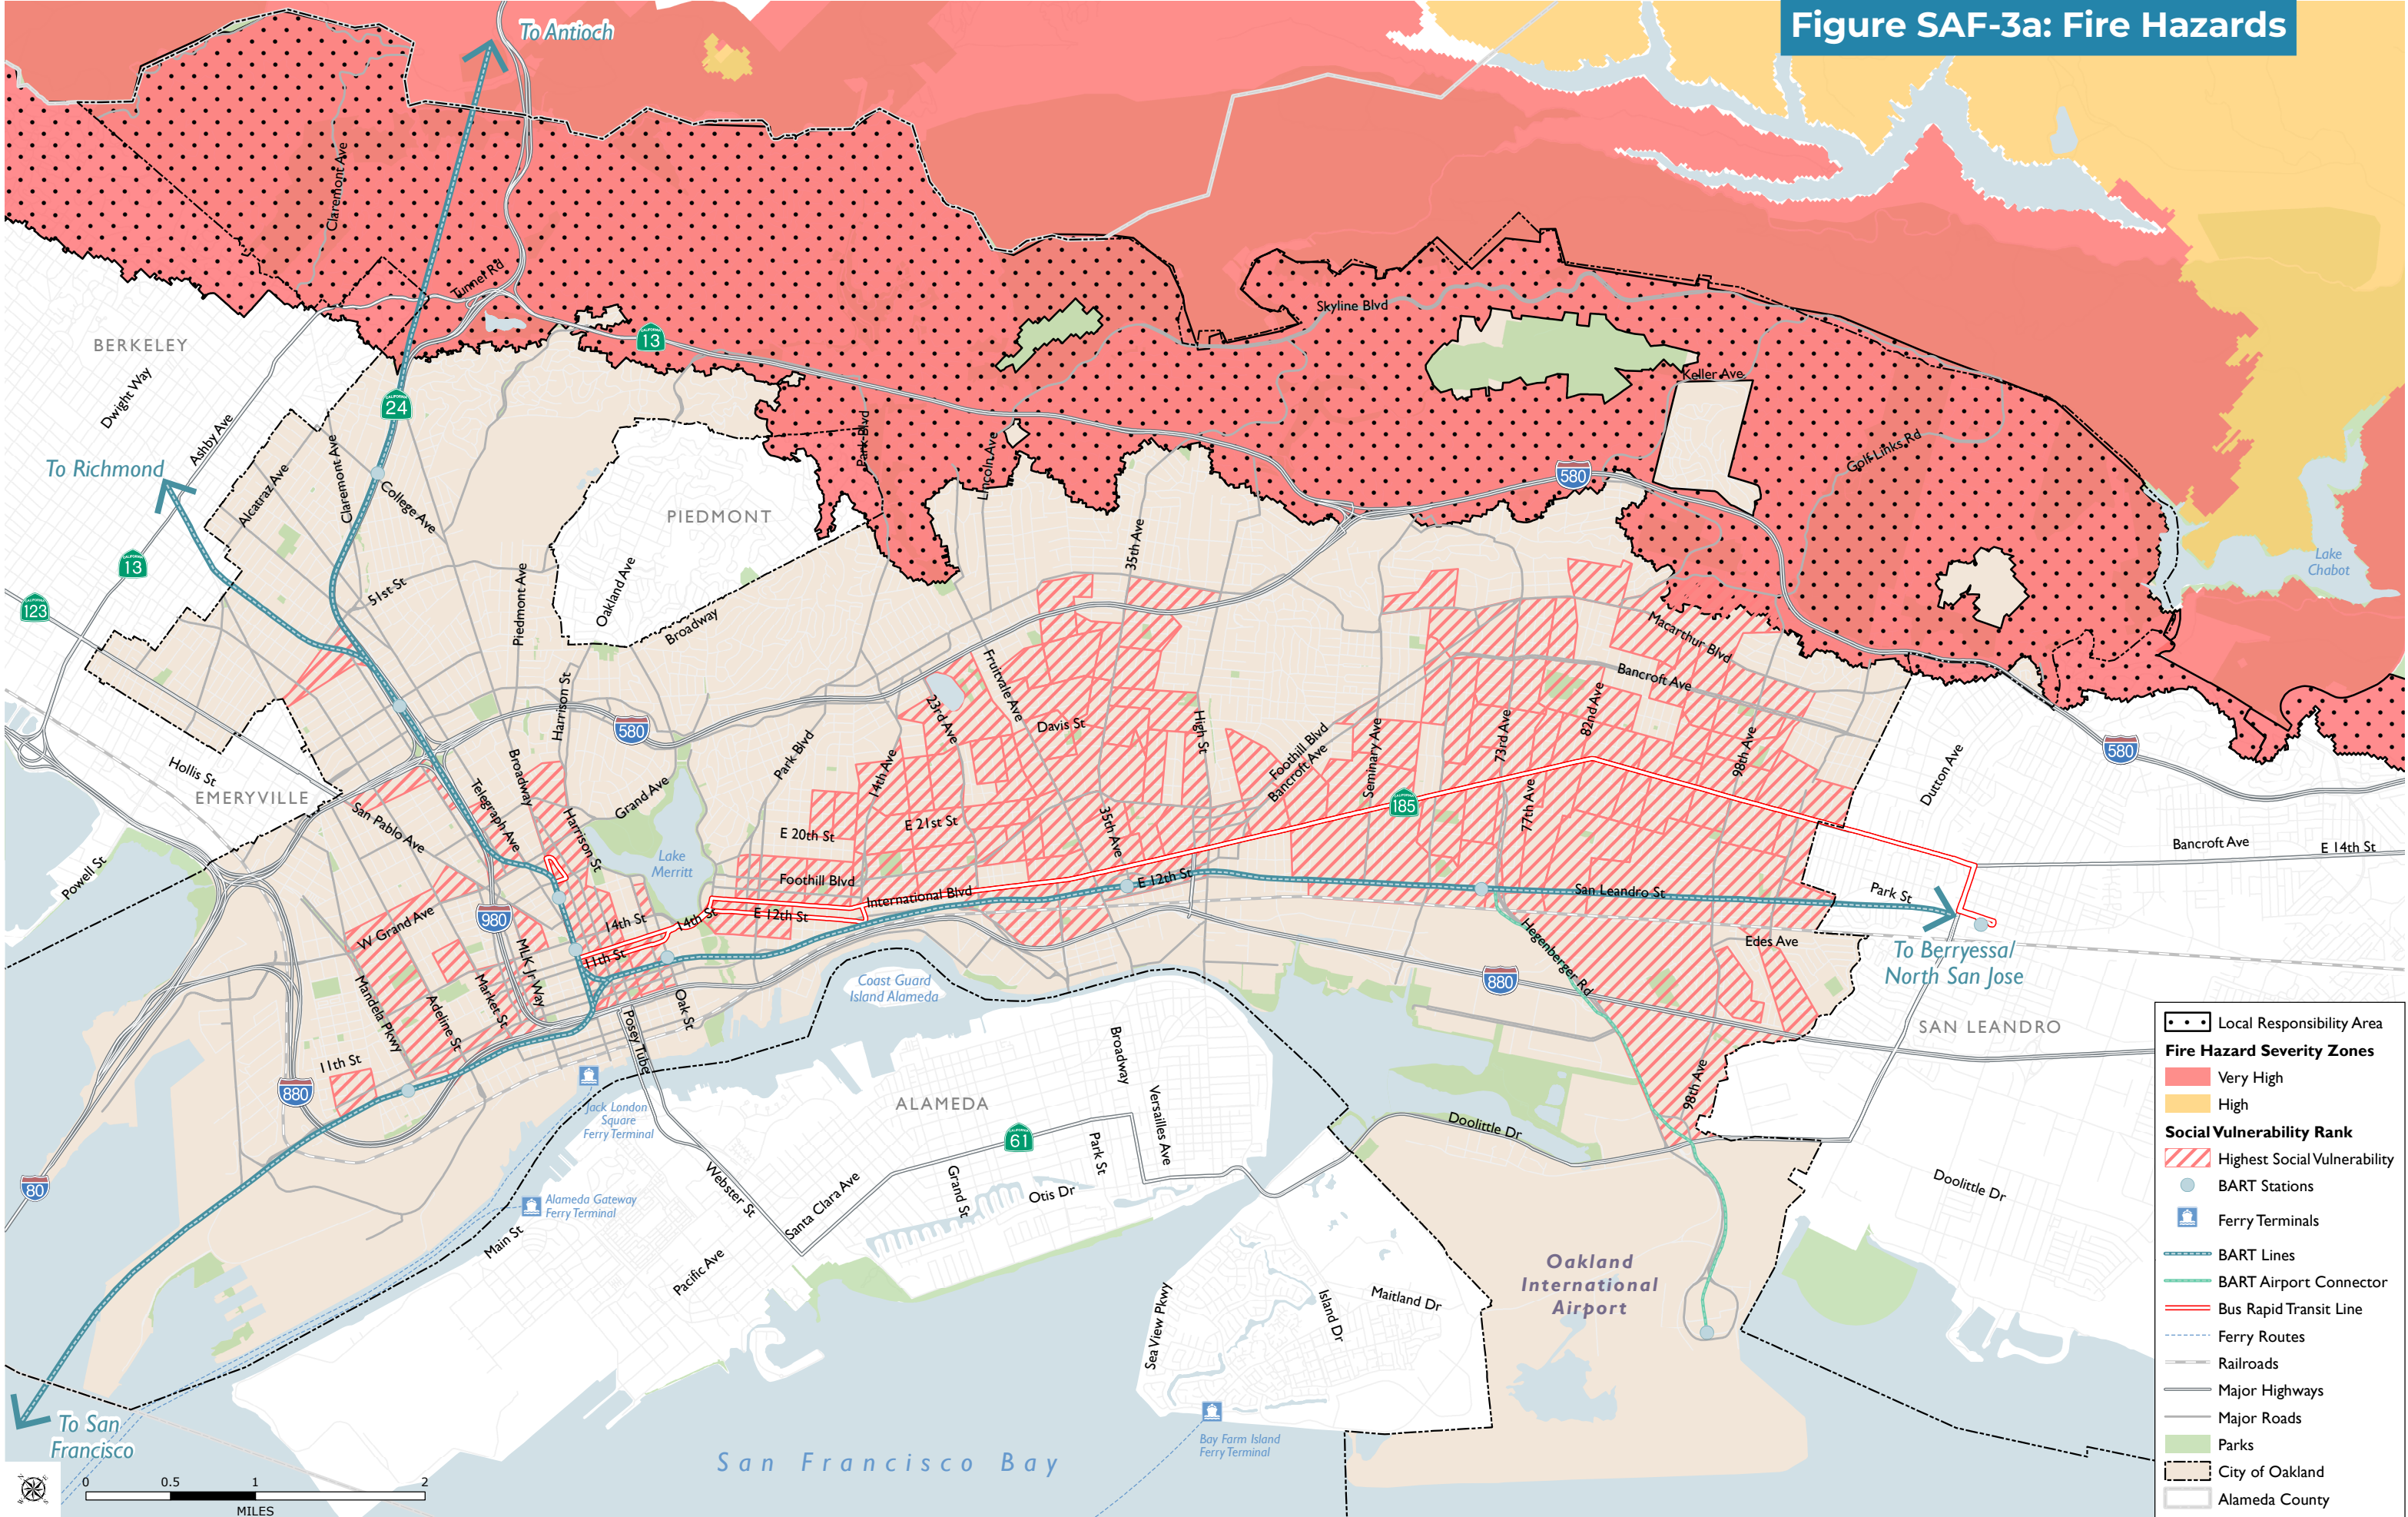 Figure SAF-3a: Fire Hazards
To Antioch
Claremont Ave
Tunnel Rd
Skyline Blvd
BERKELEY
13
Dwight Way
Keller Ave
24
Ashby Ave
Park Blvd
Lincoln Ave
Golf Links Rd
To Richmond
Alcatraz Ave
Claremont Ave
College Ave
580
PIEDMONT
35th Ave
13
Lake
Chabot
123
51st St
Piedmont Ave
Oakland Ave
Broadway
Macarthur Blvd
Fruitvale Ave
Bancroft Ave
Harrison St
23rd Ave
82nd Ave
580
Davis St
High St
Foothill Blvd
Bancroft Ave
Seminary Ave
73rd Ave
98th Ave
580
Hollis St
EMERYVILLE
Broadway
Telegraph Ave
Grand Ave
Park Blvd
14th Ave
Dutton Ave
San Pablo Ave
Harrison St
E 20th St
E 21st St
35th Ave
185
77th Ave
Bancroft Ave
E 14th St
Powell St
Lake
Merritt
Foothill Blvd
International Blvd
E 12th St
San Leandro St
Park St
W Grand Ave
980
14th St
14th St
E 12th St
Hegenberger Rd
Edes Ave
To Berryessa/
North San Jose
MLK Jr Way
11th St
Coast Guard
Island Alameda
880
Mandela Pkwy
Adeline St
Market St
Oak St
Posey Tube
SAN LEANDRO
11th St
880
Broadway
Versailles Ave
98th Ave
Jack London
Square
Ferry Terminal
ALAMEDA
61
Park St
Doolittle Dr
80
Alameda Gateway
Ferry Terminal
Webster St
Santa Clara Ave
Grand St
Otis Dr
Doolittle Dr
Main St
Pacific Ave
Oakland
International
Airport
Sea View Pkwy
Island Dr
Maitland Dr
Bay Farm Island
Ferry Terminal
To San
Francisco
San Francisco Bay
0 0.5 1 2
MILES
Local Responsibility Area
Fire Hazard Severity Zones
Very High
High
Social Vulnerability Rank
Highest Social Vulnerability
BART Stations
Ferry Terminals
BART Lines
BART Airport Connector
Bus Rapid Transit Line
Ferry Routes
Railroads
Major Highways
Major Roads
Parks
City of Oakland
Alameda County